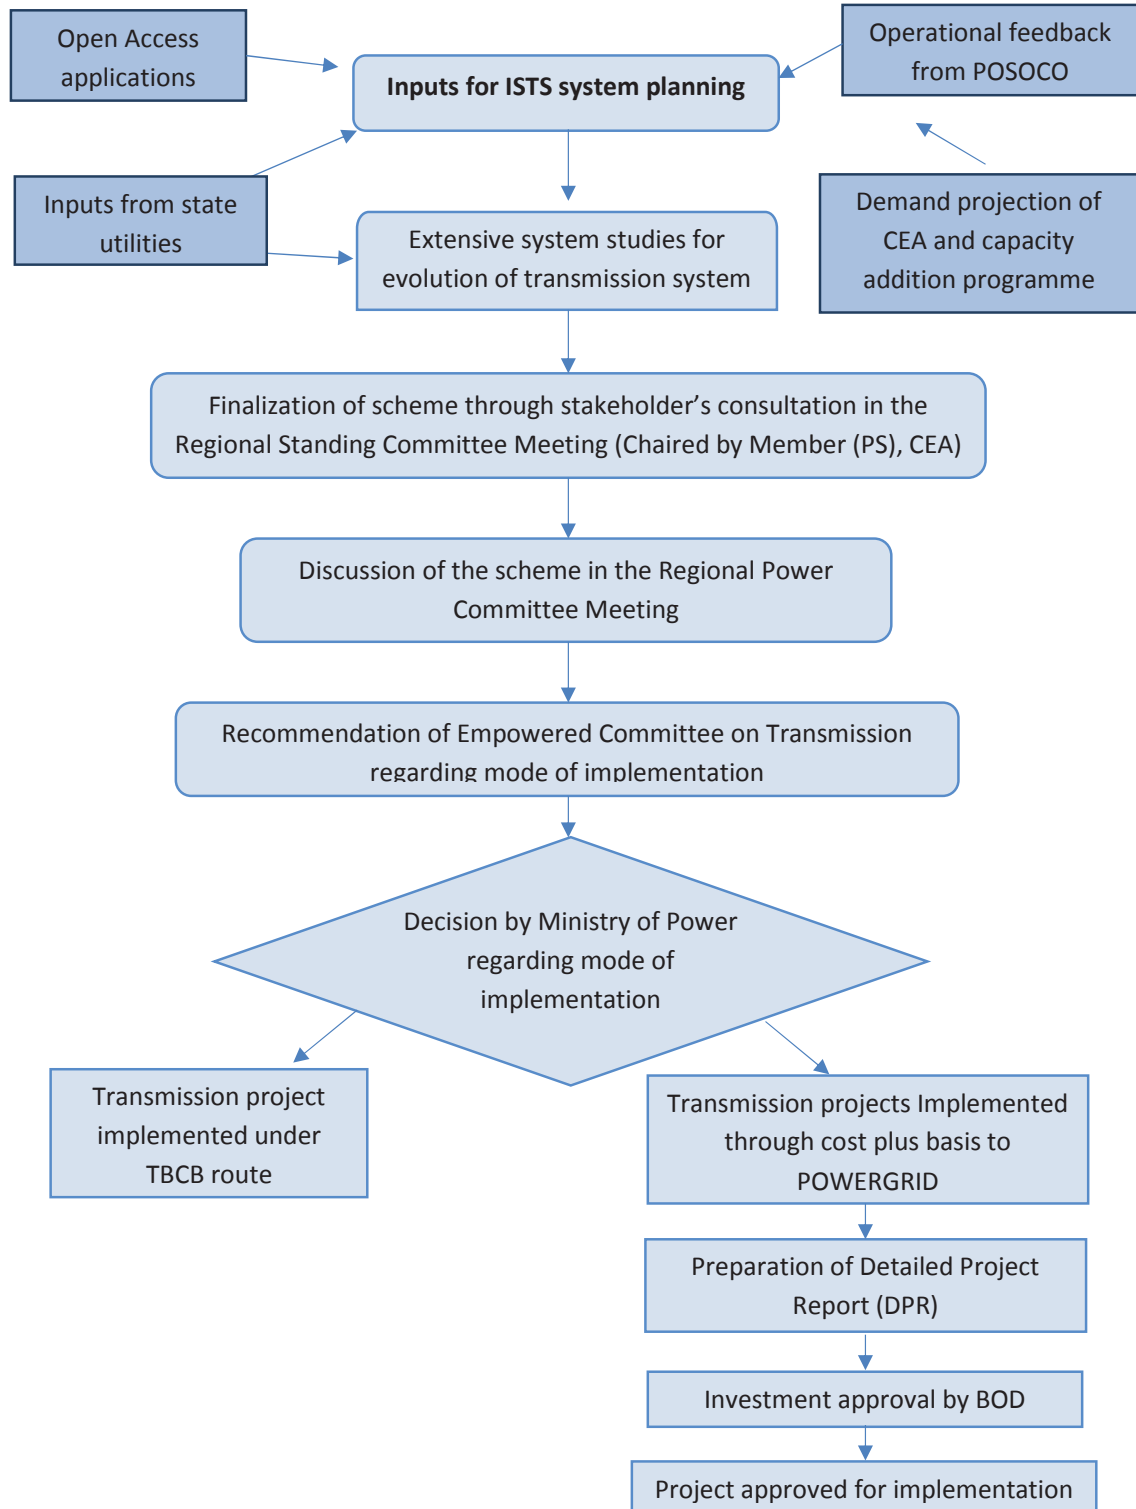 Open Access
applications
Inputs for ISTS system planning
Operational feedback
from POSOCO
Inputs from state
utilities
Extensive system studies for
evolution of transmission system
Demand projection of
CEA and capacity
addition programme
Finalization of scheme through stakeholder’s consultation in the
Regional Standing Committee Meeting (Chaired by Member (PS), CEA)
Discussion of the scheme in the Regional Power
Committee Meeting
Recommendation of Empowered Committee on Transmission
regarding mode of implementation
Decision by Ministry of Power
regarding mode of
implementation
Transmission project
implemented under
TBCB route
Transmission projects Implemented
through cost plus basis to
POWERGRID
Preparation of Detailed Project
Report (DPR)
Investment approval by BOD
Project approved for implementation